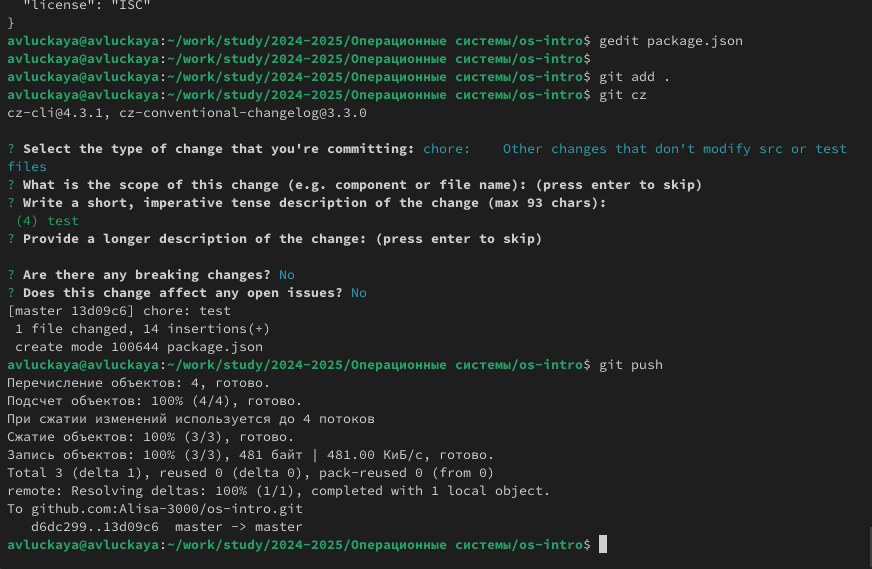 "license": "ISC"
}
avluckaya@avluckaya:~/work/study/2024-2025/Операционные системы/os-intro$ gedit package.json
avluckaya@avluckaya:~/work/study/2024-2025/Операционные системы/os-intro$
avluckaya@avluckaya:~/work/study/2024-2025/Операционные системы/os-intro$ git add .
avluckaya@avluckaya:~/work/study/2024-2025/Операционные системы/os-intro$ git cz
cz-cli@4.3.1, cz-conventional-changelog@3.3.0
? Select the type of change that you're committing: chore:    Other changes that don't modify src or test
files
? What is the scope of this change (e.g. component or file name): (press enter to skip)
? Write a short, imperative tense description of the change (max 93 chars):
 (4) test
? Provide a longer description of the change: (press enter to skip)
? Are there any breaking changes? No
? Does this change affect any open issues? No
[master 13d09c6] chore: test
 1 file changed, 14 insertions(+)
 create mode 100644 package.json
avluckaya@avluckaya:~/work/study/2024-2025/Операционные системы/os-intro$ git push
Перечисление объектов: 4, готово.
Подсчет объектов: 100% (4/4), готово.
При сжатии изменений используется до 4 потоков
Сжатие объектов: 100% (3/3), готово.
Запись объектов: 100% (3/3), 481 байт | 481.00 КиБ/с, готово.
Total 3 (delta 1), reused 0 (delta 0), pack-reused 0 (from 0)
remote: Resolving deltas: 100% (1/1), completed with 1 local object.
To github.com:Alisa-3000/os-intro.git
   d6dc299..13d09c6  master -> master
avluckaya@avluckaya:~/work/study/2024-2025/Операционные системы/os-intro$